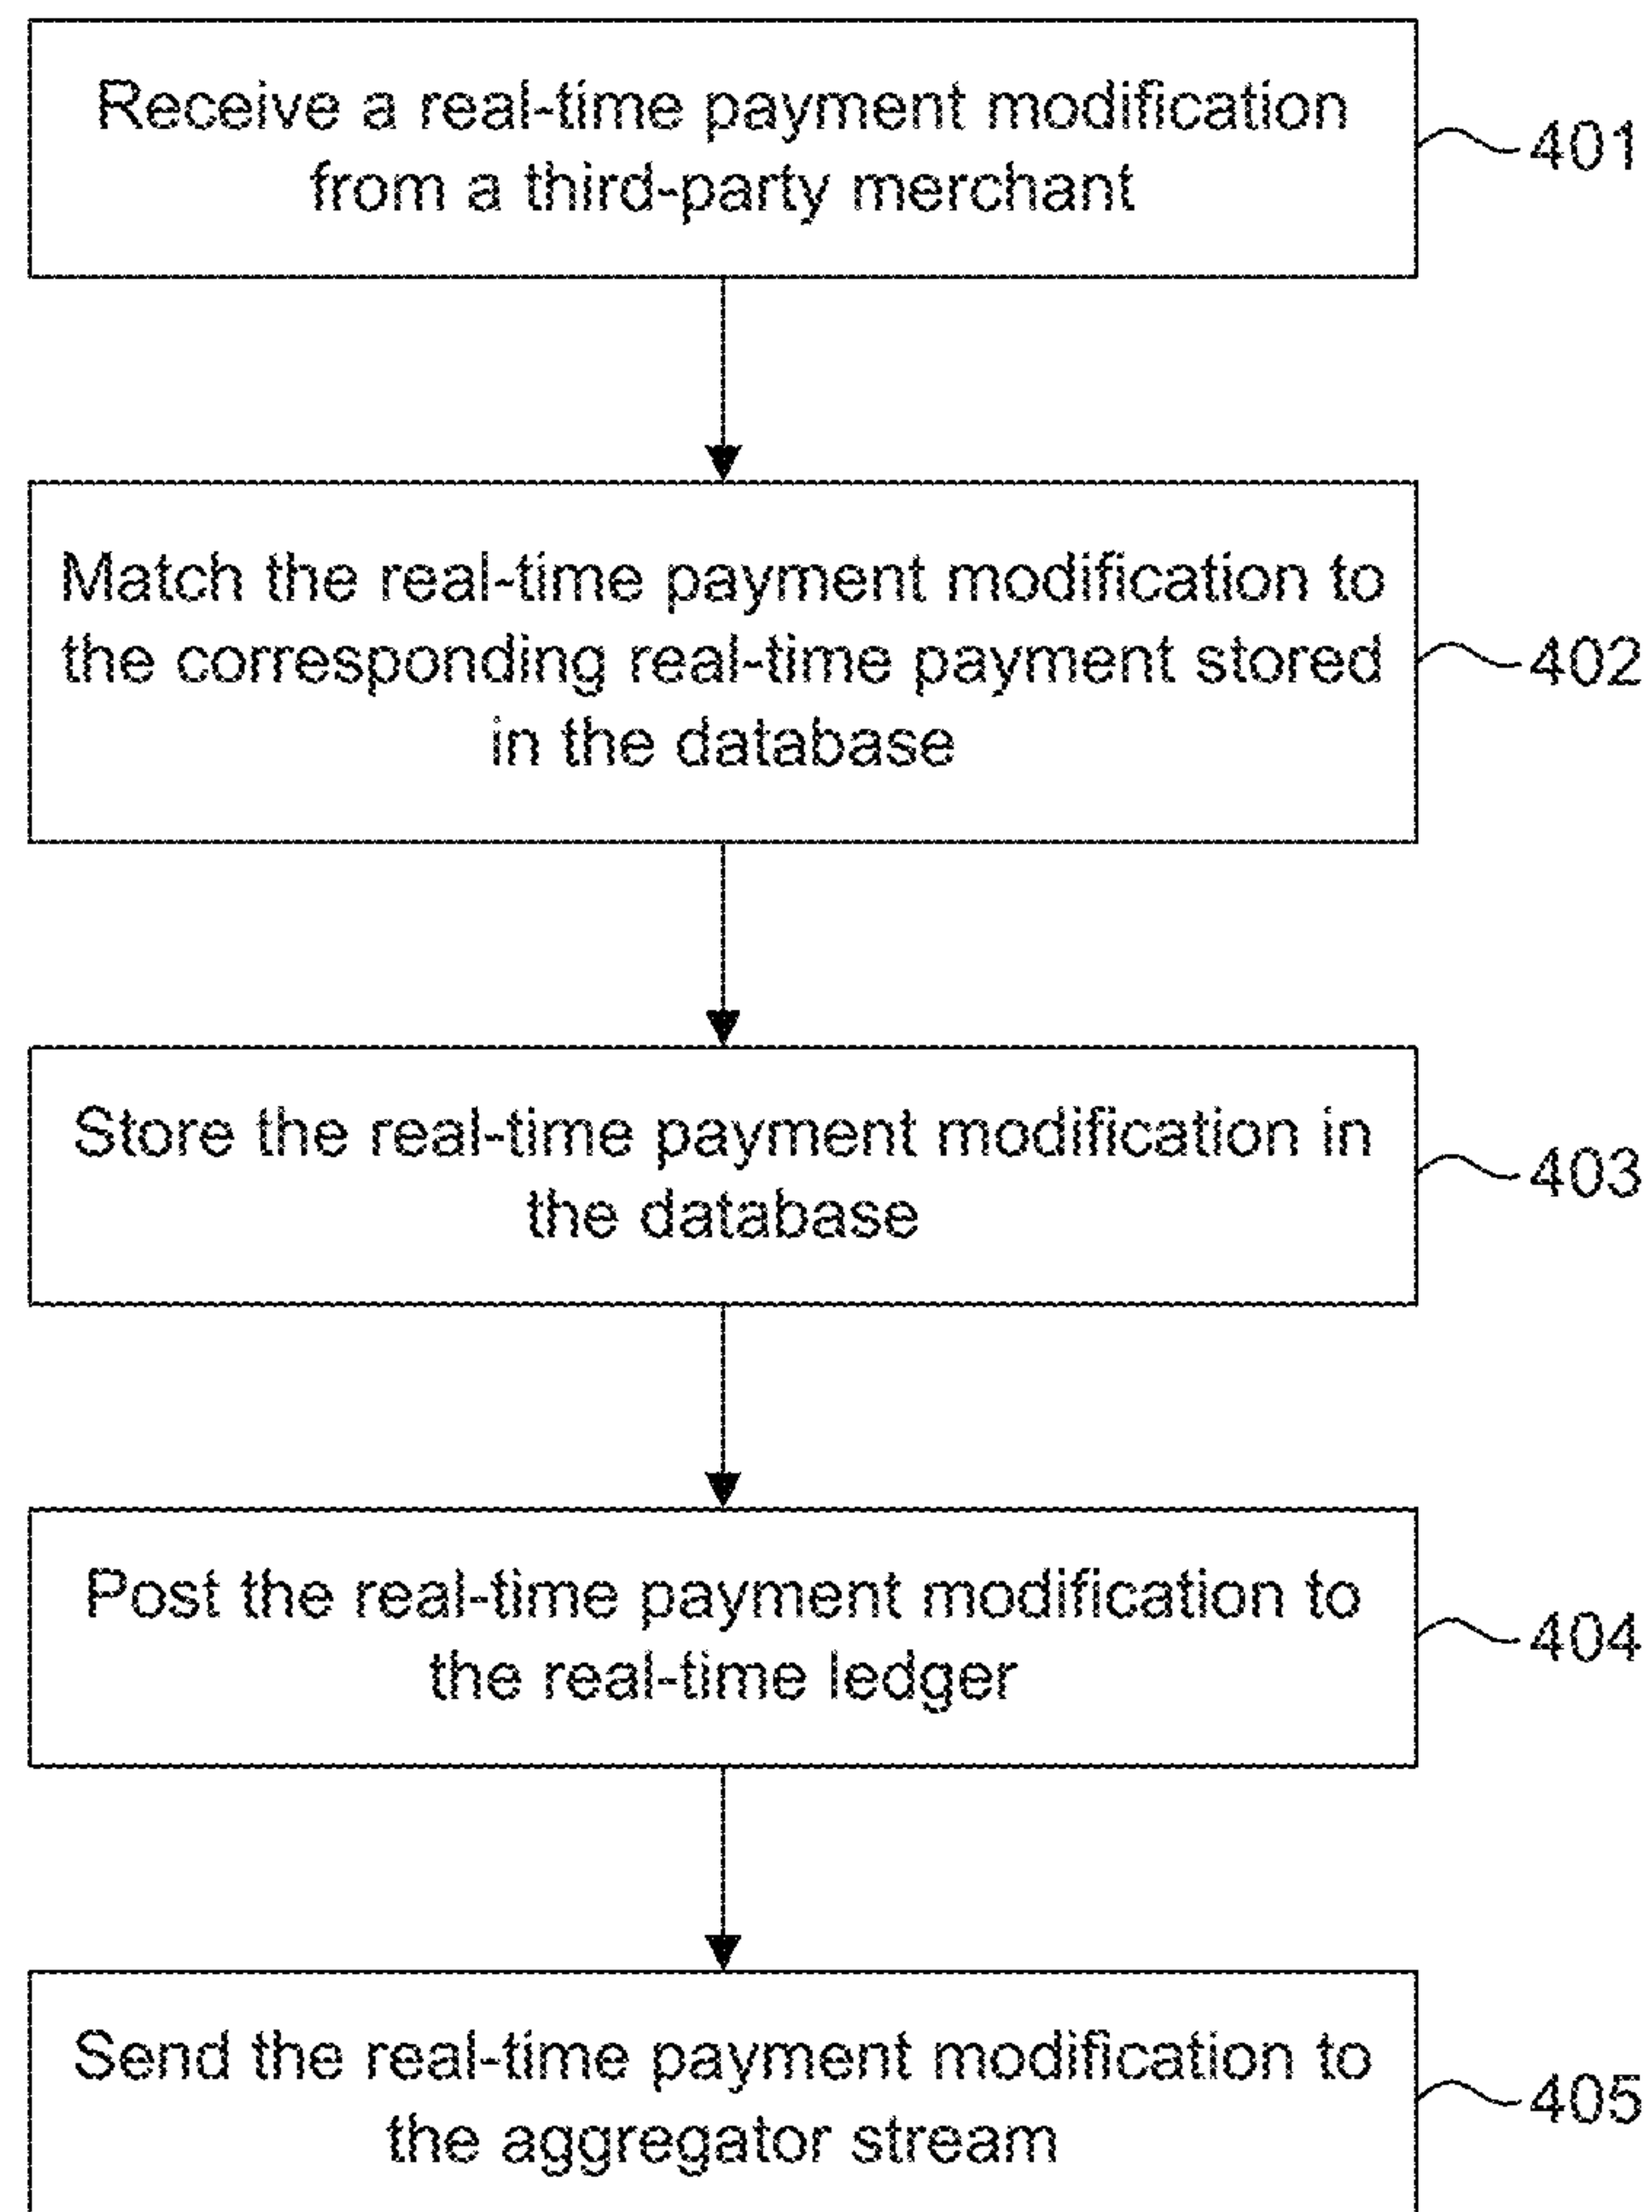 Receive a real-time payment modification
from a third-party merchant
401
Match the real-time payment modification to
the corresponding real-time payment stored
in the database
402
Store the real-time payment modification in
the database
403
Post the real-time payment modification to
the real-time ledger
404
Send the real-time payment modification to
the aggregator stream
405